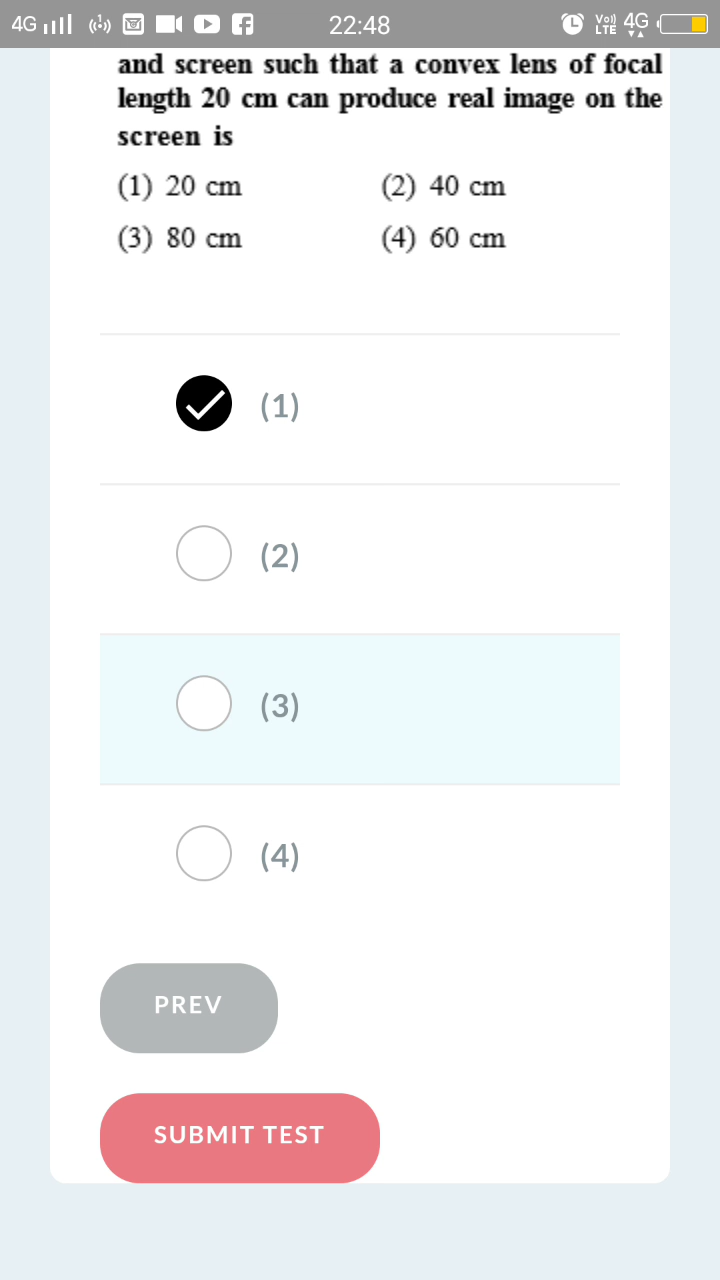 4G 22:48 Vo)) LTE 4G
and screen such that a convex lens of focal
length 20 cm can produce real image on the
screen is
(1) 20 cm (2) 40 cm
(3) 80 cm (4) 60 cm
(1)
(2)
(3)
(4)
PREV
SUBMIT TEST